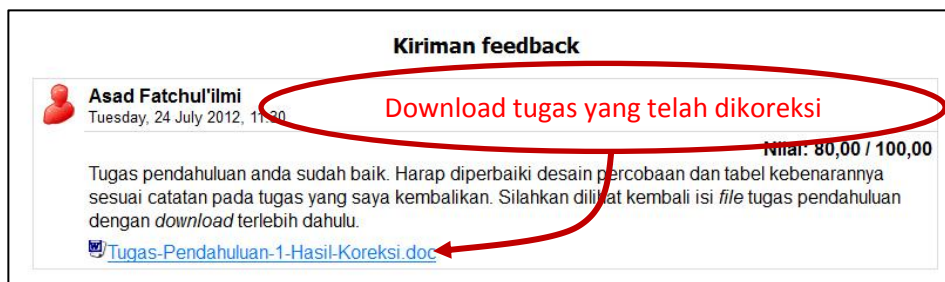 Kiriman feedback
Asad Fatchul'ilmi
Tuesday, 24 July 2012, 11:30
Download tugas yang telah dikoreksi
Nilai: 80,00 / 100,00
Tugas pendahuluan anda sudah baik. Harap diperbaiki desain percobaan dan tabel kebenarannya
sesuai catatan pada tugas yang saya kembalikan. Silahkan dilihat kembali isi file tugas pendahuluan
dengan download terlebih dahulu.
Tugas-Pendahuluan-1-Hasil-Koreksi.doc